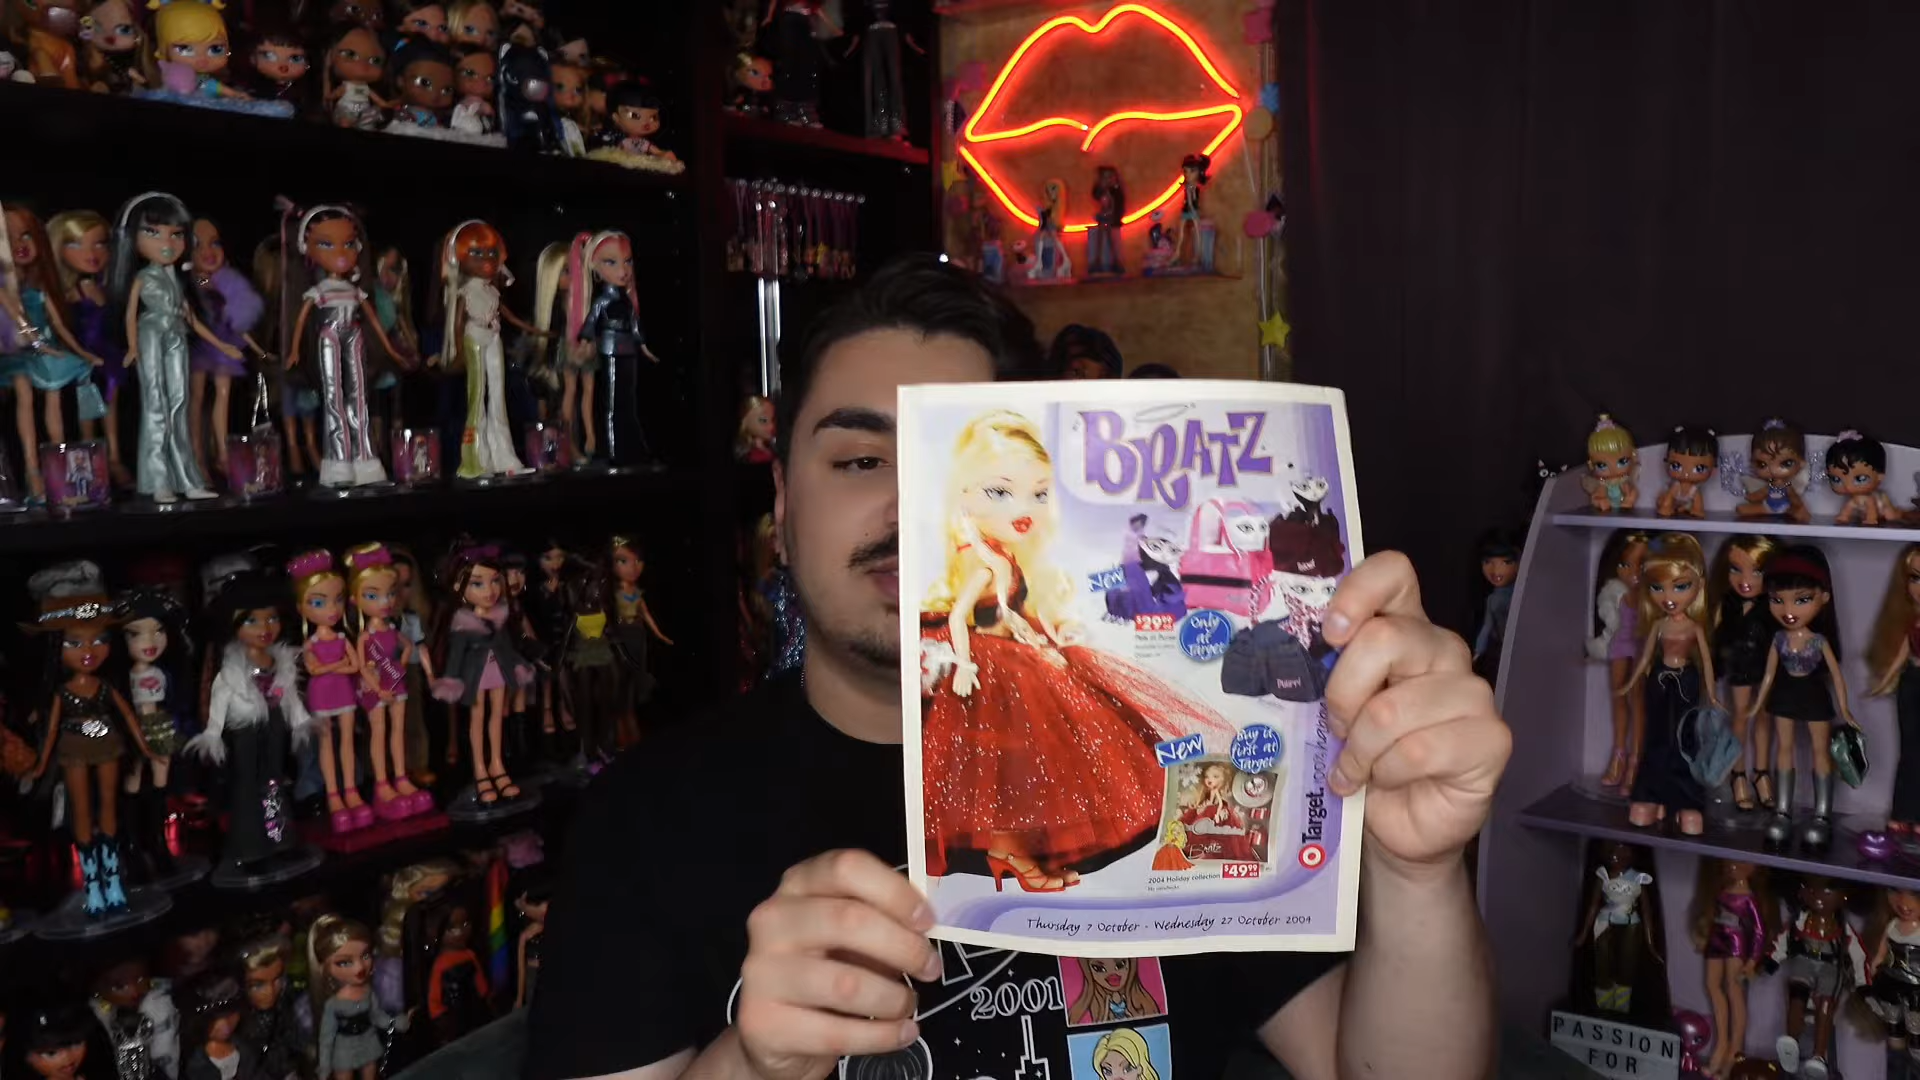 BRATZ
New
$29
Only
at
Target
New
Buy it
first at
Target
Target.
Bratz
$49 99
2004 Holiday collection
Thursday 7 October - Wednesday 27 October 2004
2001
PASSION
FOR